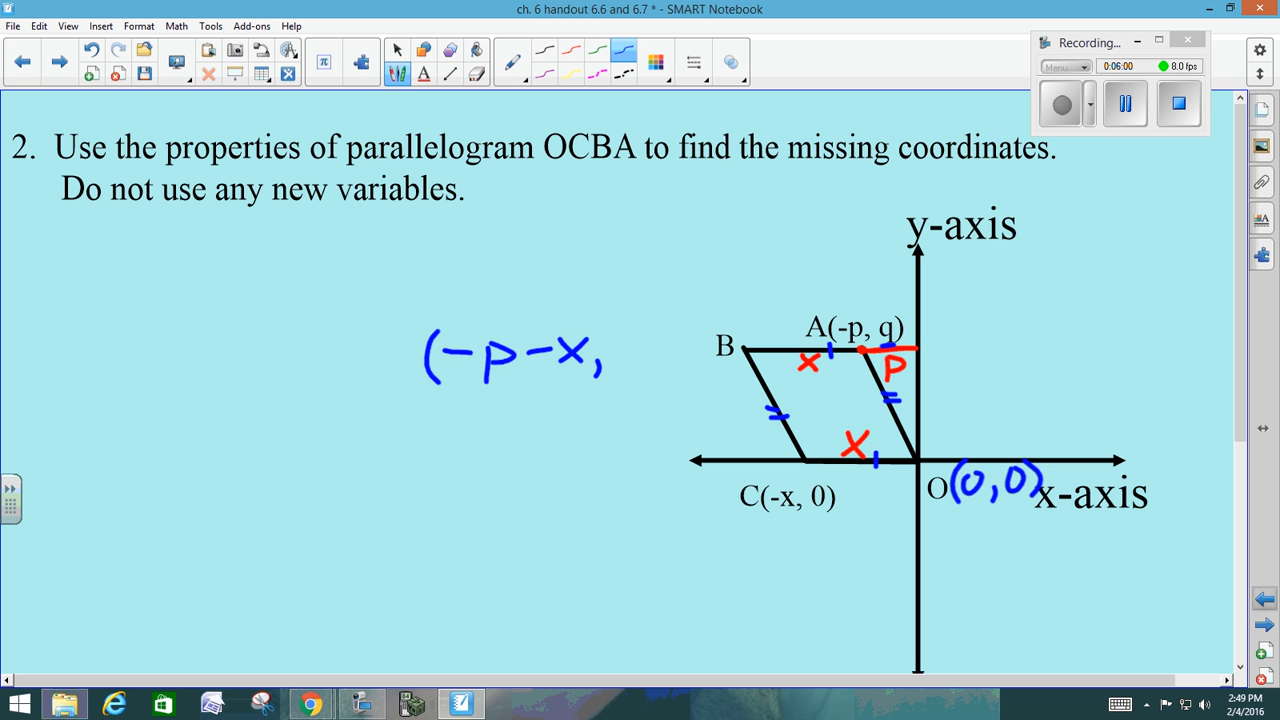 ch. 6 handout 6.6 and 6.7 * - SMART Notebook
File Edit View Insert Format Math Tools Add-ons Help
Recording...
Menu 0:06:00 8.0 fps
2. Use the properties of parallelogram OCBA to find the missing coordinates.
Do not use any new variables.
y-axis
A(-p, q)
B
(-p-x,
x
p
x
C(-x, 0)
O
(0,0)
x-axis
2:49 PM
2/4/2016